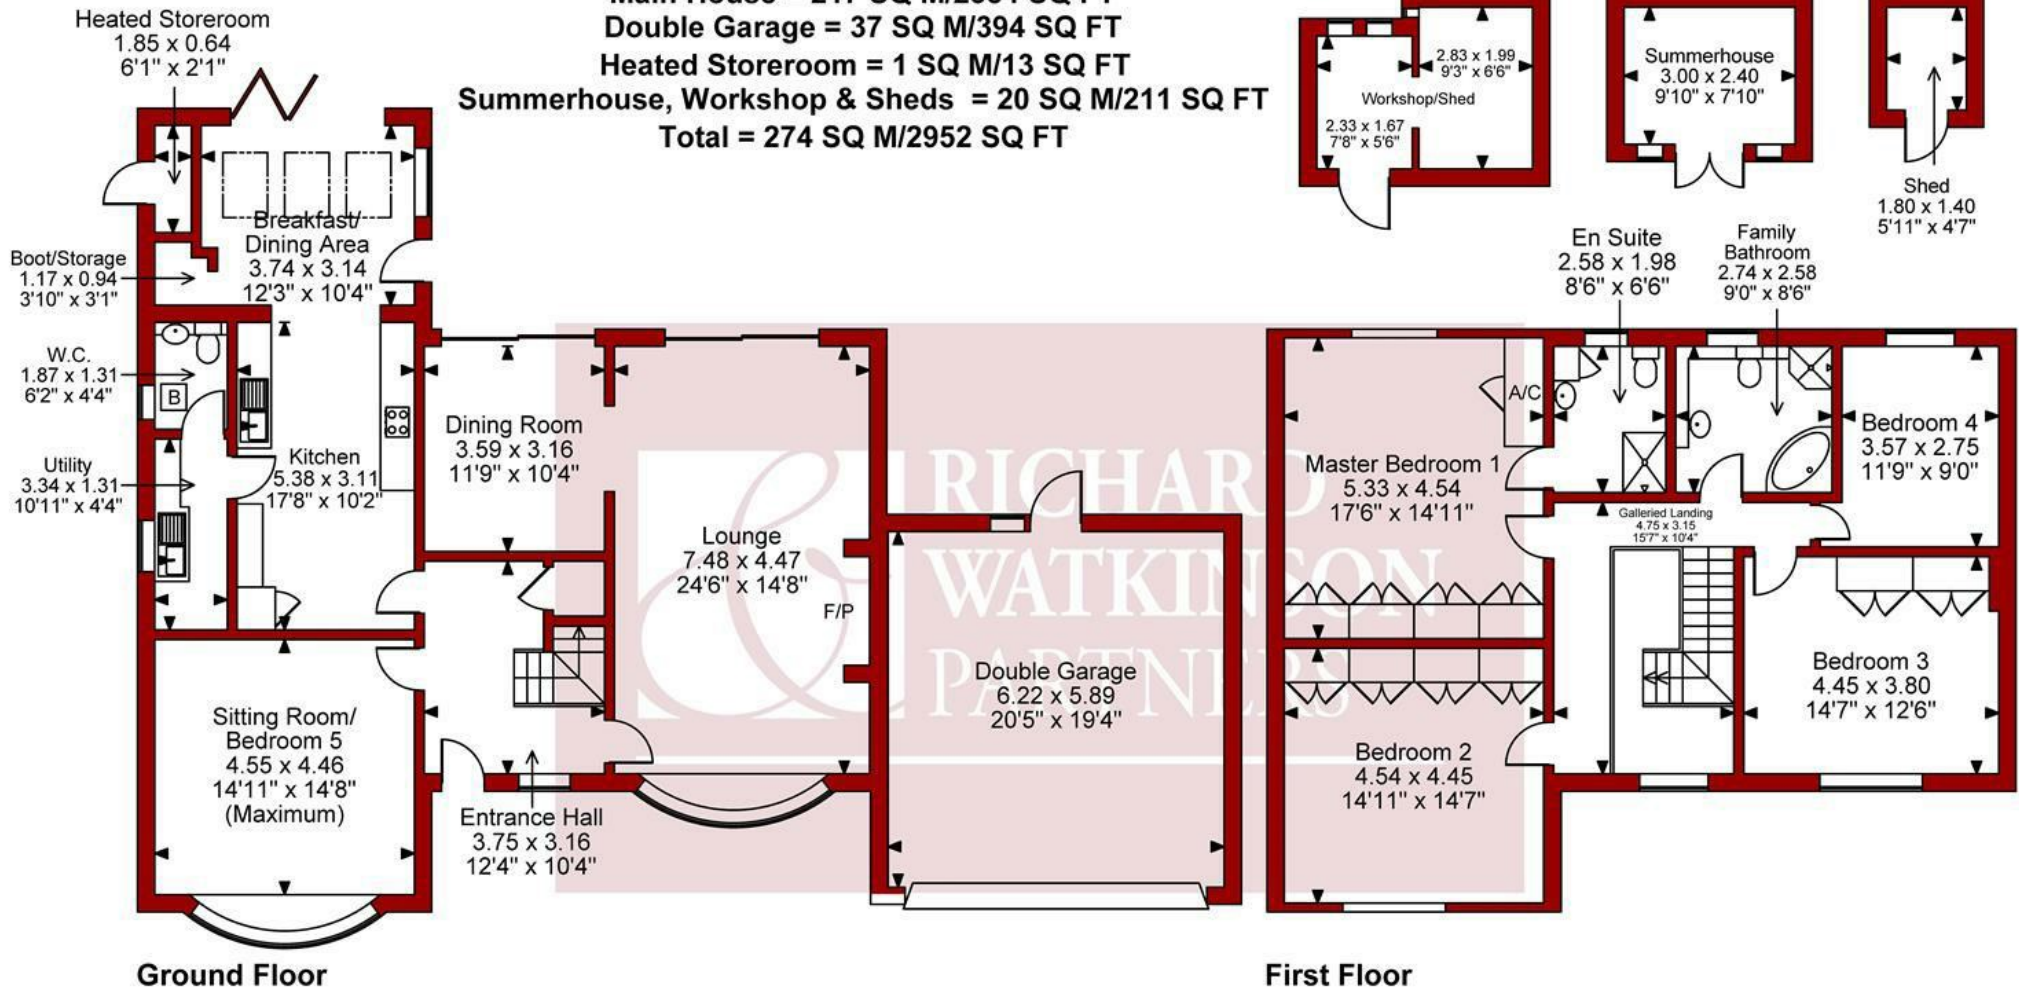 Double Garage = 37 SQ M/394 SQ FT
Heated Storeroom = 1 SQ M/13 SQ FT
Summerhouse, Workshop & Sheds = 20 SQ M/211 SQ FT
Total = 274 SQ M/2952 SQ FT
Heated Storeroom
1.85 x 0.64
6'1" x 2'1"
2.83 x 1.99
9'3" x 6'6"
Workshop/Shed
2.33 x 1.67
7'8" x 5'6"
Summerhouse
3.00 x 2.40
9'10" x 7'10"
Shed
1.80 x 1.40
5'11" x 4'7"
Breakfast/
Dining Area
3.74 x 3.14
12'3" x 10'4"
Boot/Storage
1.17 x 0.94
3'10" x 3'1"
W.C.
1.87 x 1.31
6'2" x 4'4"
B
Utility
3.34 x 1.31
10'11" x 4'4"
Kitchen
5.38 x 3.11
17'8" x 10'2"
Dining Room
3.59 x 3.16
11'9" x 10'4"
Lounge
7.48 x 4.47
24'6" x 14'8"
F/P
Sitting Room/
Bedroom 5
4.55 x 4.46
14'11" x 14'8"
(Maximum)
Entrance Hall
3.75 x 3.16
12'4" x 10'4"
Double Garage
6.22 x 5.89
20'5" x 19'4"
RICHARD
WATKINSON
PARTNERS
&
En Suite
2.58 x 1.98
8'6" x 6'6"
Family
Bathroom
2.74 x 2.58
9'0" x 8'6"
A/C
Master Bedroom 1
5.33 x 4.54
17'6" x 14'11"
Bedroom 4
3.57 x 2.75
11'9" x 9'0"
Galleried Landing
4.75 x 3.15
15'7" x 10'4"
Bedroom 3
4.45 x 3.80
14'7" x 12'6"
Bedroom 2
4.54 x 4.45
14'11" x 14'7"
Ground Floor
First Floor